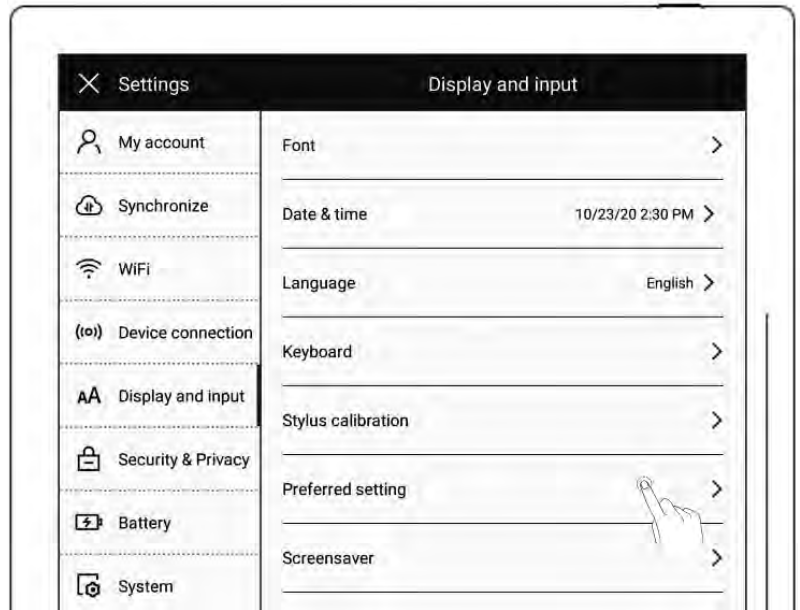 Settings
Display and input
My account
Synchronize
WiFi
Device connection
Display and input
Security & Privacy
Battery
System
Font
Date & time 10/23/20 2:30 PM
Language English
Keyboard
Stylus calibration
Preferred setting
Screensaver